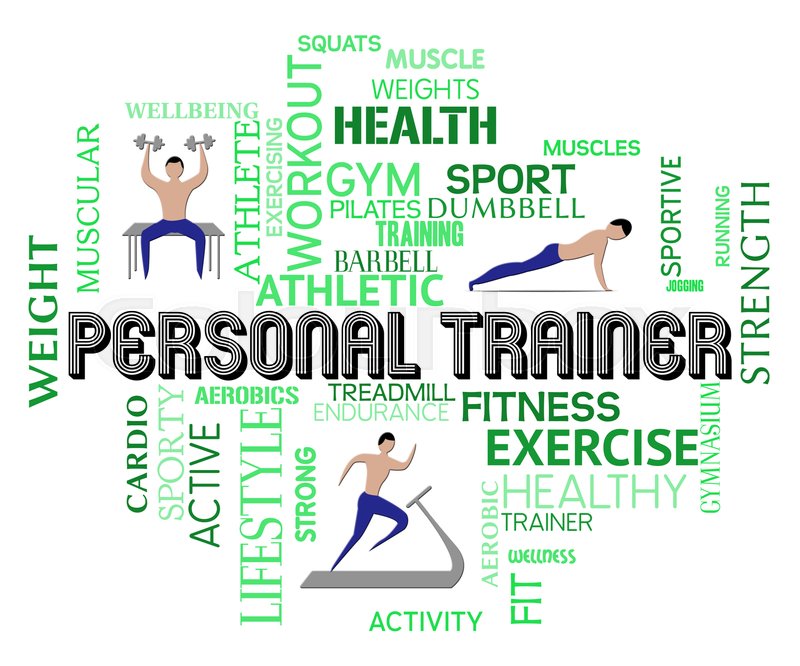 SQUATS
MUSCLE
WEIGHTS
WELLBEING
HEALTH
WORKOUT
MUSCULAR
ATHLETE
EXERCISING
MUSCLES
GYM
SPORT
PILATES
DUMBBELL
TRAINING
BARBELL
ATHLETIC
SPORTIVE
RUNNING
STRENGTH
JOGGING
WEIGHT
PERSONAL TRAINER
AEROBICS
TREADMILL
ENDURANCE
FITNESS
EXERCISE
CARDIO
SPORTY
ACTIVE
LIFESTYLE
STRONG
GYMNASIUM
HEALTHY
TRAINER
AEROBIC
WELLNESS
FIT
ACTIVITY